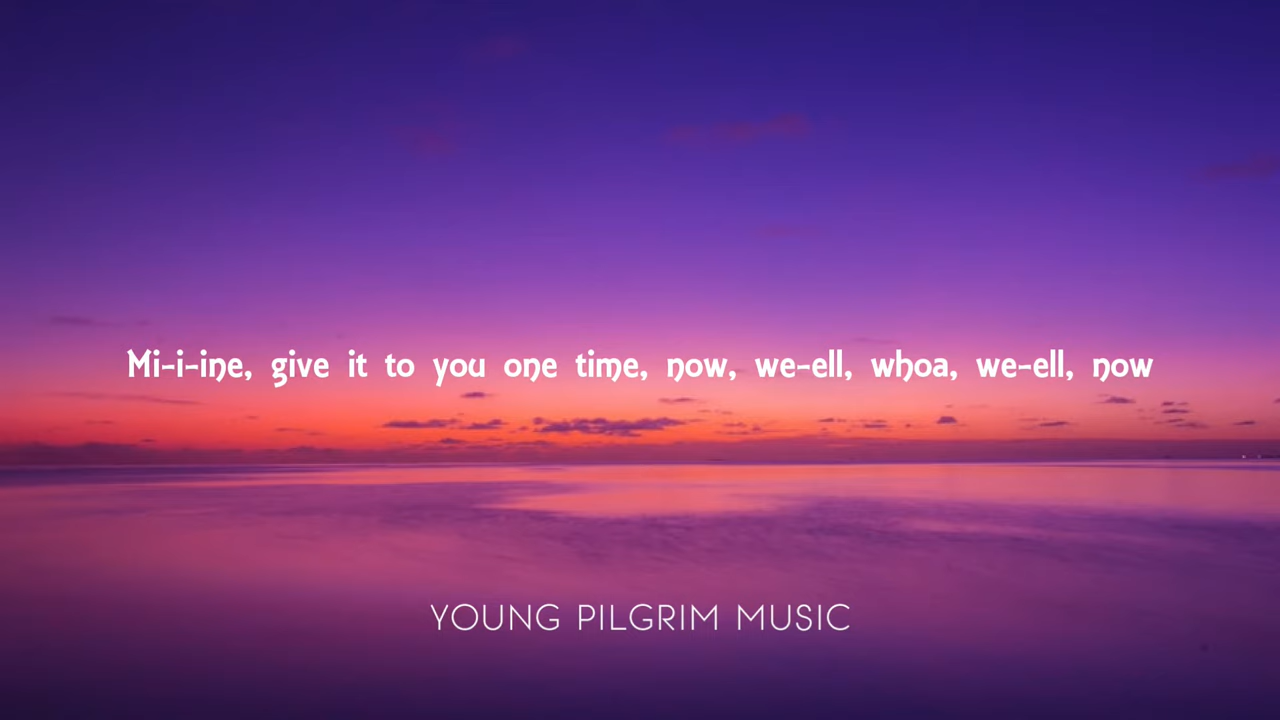 Mi-i-ine, give it to you one time, now, we-ell, whoa, we-ell, now
YOUNG PILGRIM MUSIC